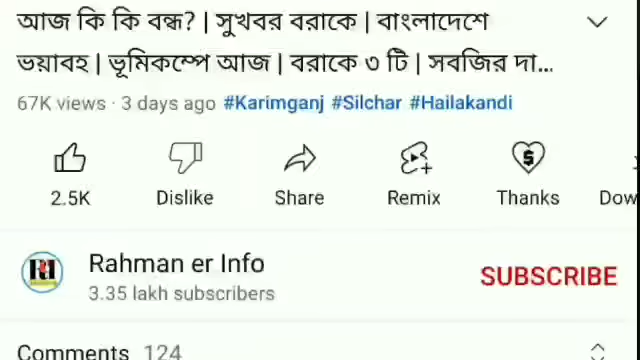 আজ কি কি বন্ধ? | সুখবর বরাকে | বাংলাদেশে
ভয়াবহ | ভূমিকম্পে আজ | বরাকে ৩ টি | সবজির দা...
67K views · 3 days ago #Karimganj #Silchar #Hailakandi
2.5K Dislike Share Remix Thanks Dow
Rahman er Info
SUBSCRIBE
3.35 lakh subscribers
Comments 124